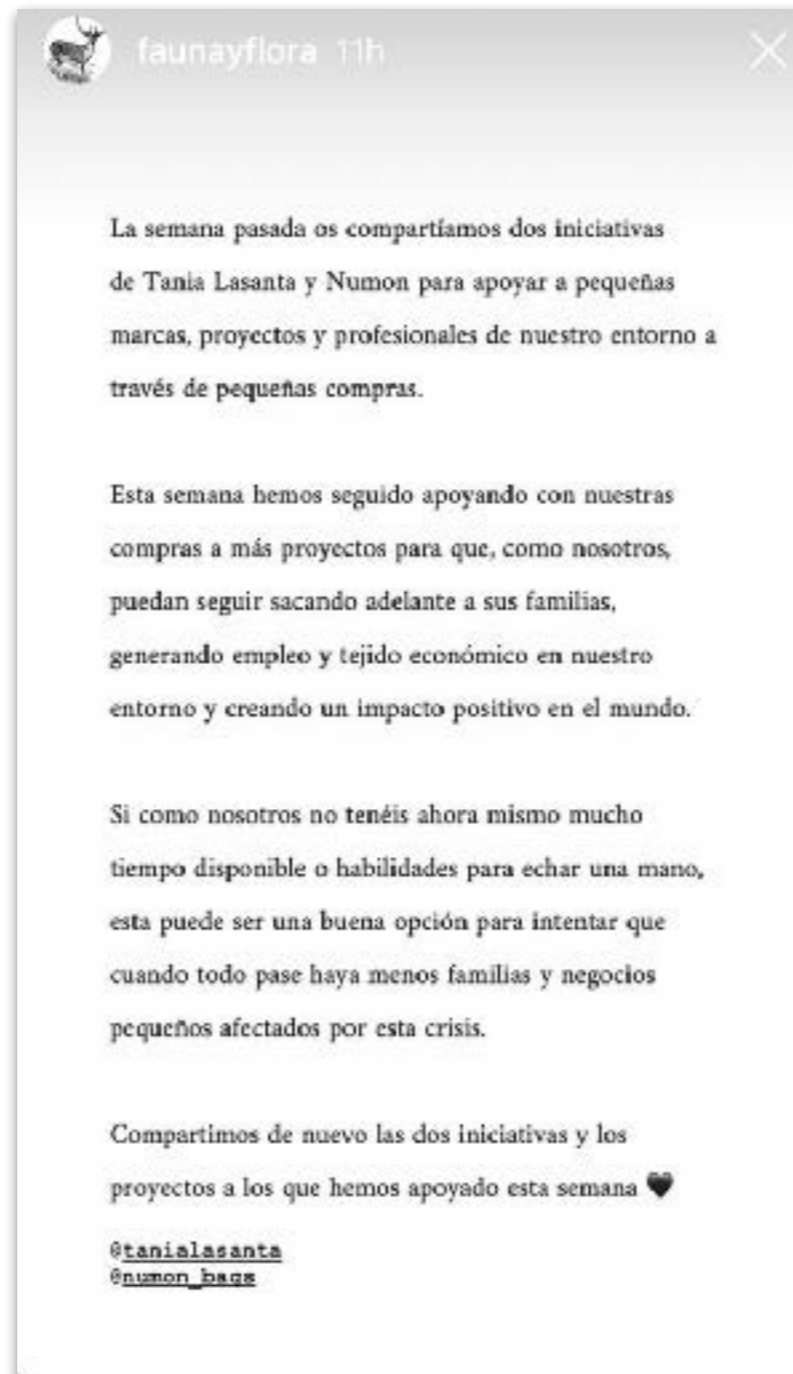 faunayflora 11h
La semana pasada os compartíamos dos iniciativas
de Tania Lasanta y Numon para apoyar a pequeñas
marcas, proyectos y profesionales de nuestro entorno a
través de pequeñas compras.
Esta semana hemos seguido apoyando con nuestras
compras a más proyectos para que, como nosotros,
puedan seguir sacando adelante a sus familias,
generando empleo y tejido económico en nuestro
entorno y creando un impacto positivo en el mundo.
Si como nosotros no tenéis ahora mismo mucho
tiempo disponible o habilidades para echar una mano,
esta puede ser una buena opción para intentar que
cuando todo pase haya menos familias y negocios
pequeños afectados por esta crisis.
Compartimos de nuevo las dos iniciativas y los
proyectos a los que hemos apoyado esta semana 🖤
@tanialasanta
@numon_bags